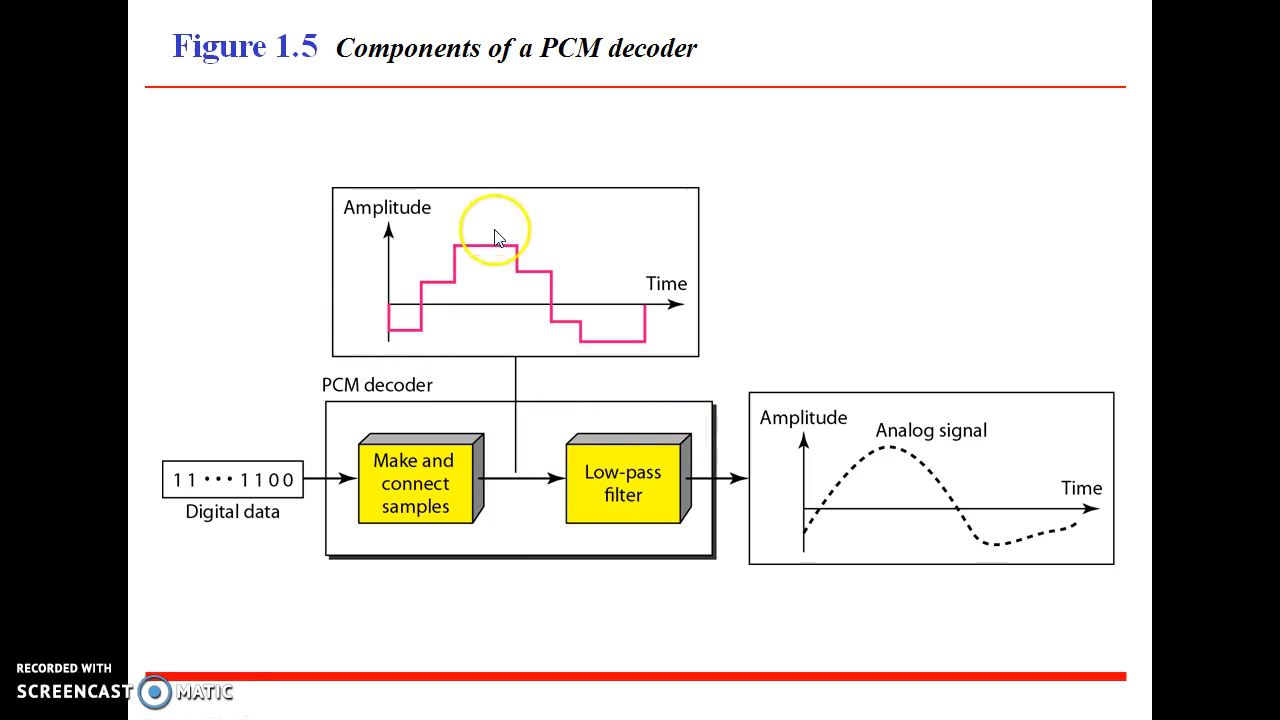 Figure 1.5 Components of a PCM decoder
Amplitude
Time
PCM decoder
Make and
connect
samples
Low-pass
filter
11•••1100
Digital data
Amplitude
Analog signal
Time
RECORDED WITH
SCREENCAST MATIC